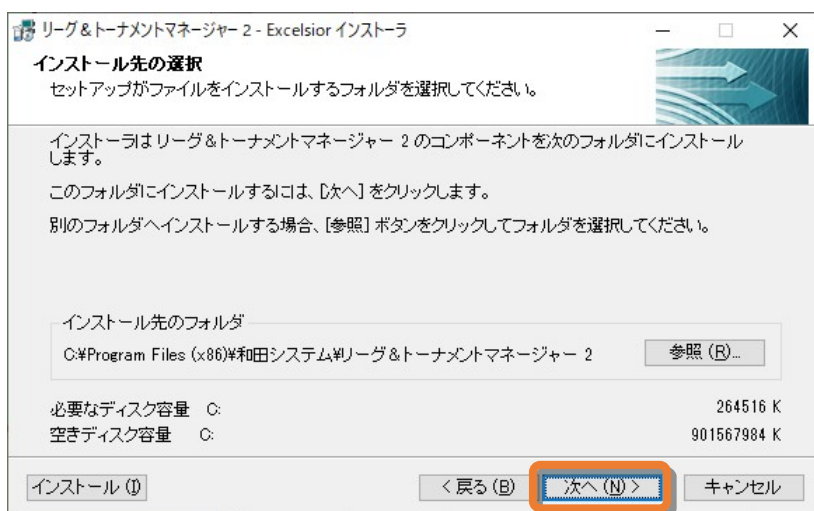 リーグ&トーナメントマネージャー 2 - Excelsior インストーラ
インストール先の選択
セットアップがファイルをインストールするフォルダを選択してください。
インストーラはリーグ&トーナメントマネージャー 2 のコンポーネントを次のフォルダにインストール
します。
このフォルダにインストールするには、[次へ] をクリックします。
別のフォルダへインストールする場合、[参照] ボタンをクリックしてフォルダを選択してください。
インストール先のフォルダ
C:¥Program Files (x86)¥和田システム¥リーグ&トーナメントマネージャー 2
参照 (R)...
必要なディスク容量 C: 264516 K
空きディスク容量 C: 901567984 K
インストール (I) < 戻る (B) 次へ (N) > キャンセル